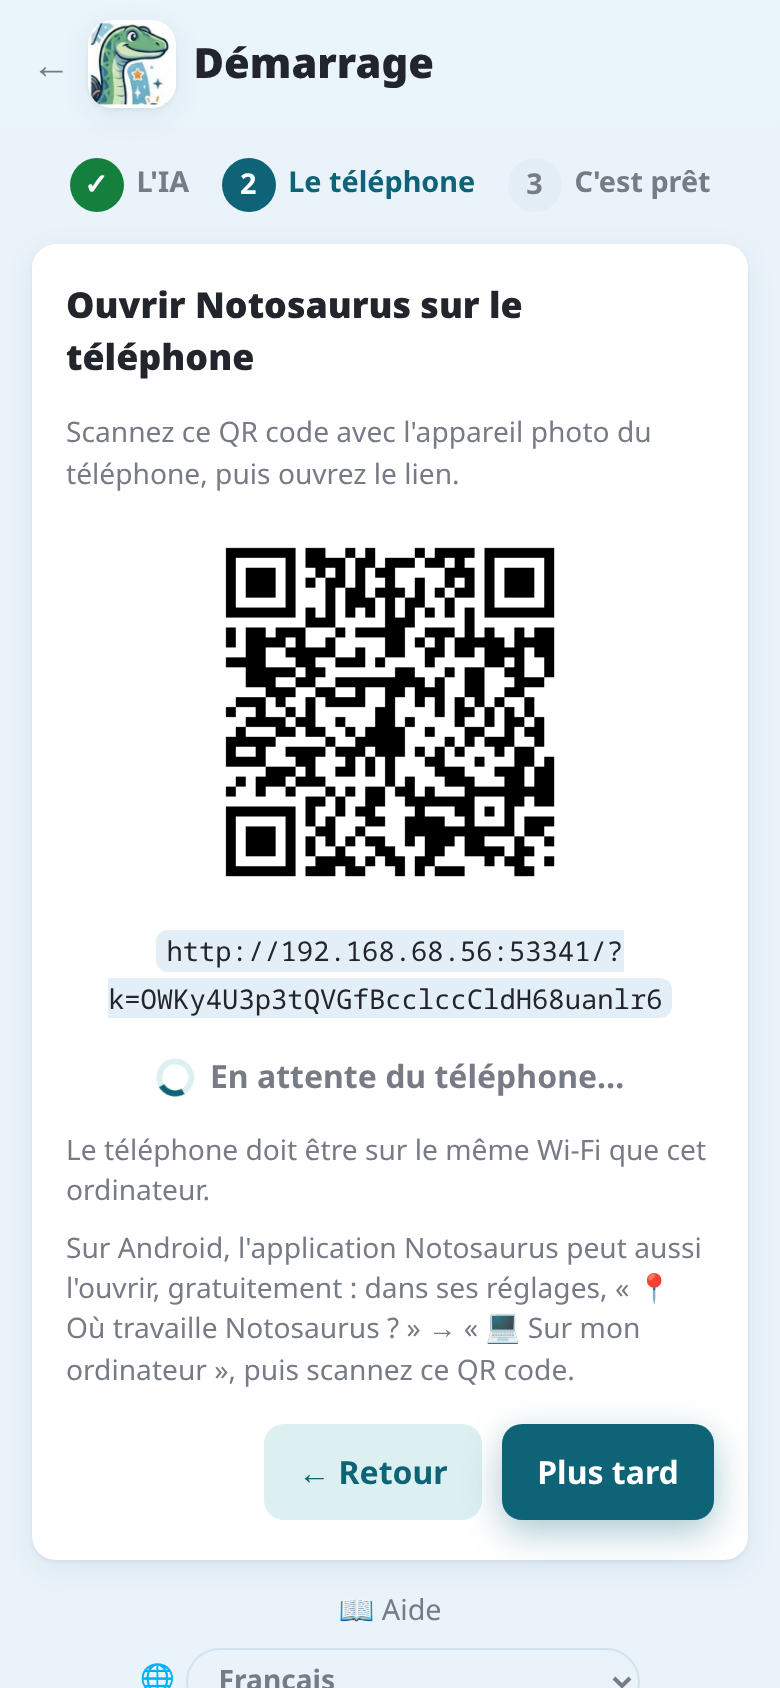 ← Démarrage
✓ L'IA 2 Le téléphone 3 C'est prêt
Ouvrir Notosaurus sur le
téléphone
Scannez ce QR code avec l'appareil photo du
téléphone, puis ouvrez le lien.
http://192.168.68.56:53341/?
k=OWKy4U3p3tQVGfBcclccCldH68uanlr6
En attente du téléphone…
Le téléphone doit être sur le même Wi-Fi que cet
ordinateur.
Sur Android, l'application Notosaurus peut aussi
l'ouvrir, gratuitement : dans ses réglages, « 📍
Où travaille Notosaurus ? » → « 💻 Sur mon
ordinateur », puis scannez ce QR code.
← Retour Plus tard
📖 Aide
🌐 Français